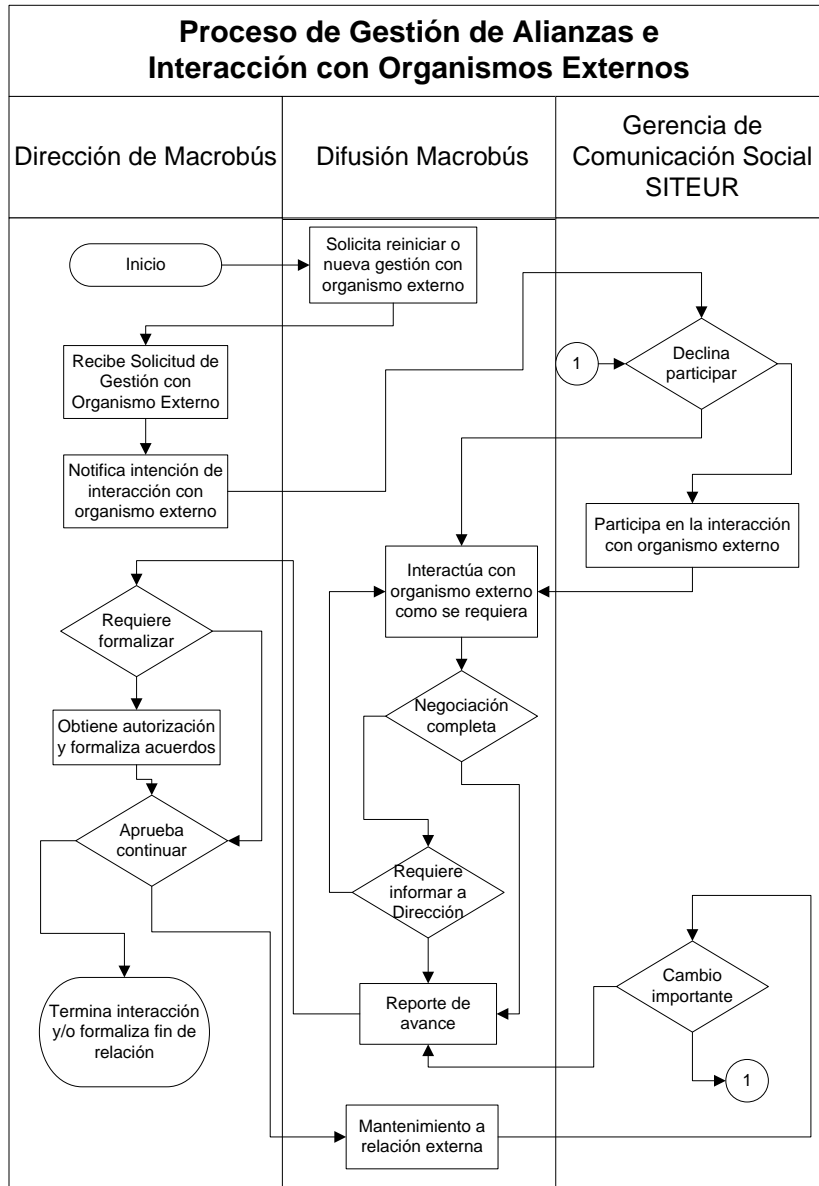 Proceso de Gestión de Alianzas e
Interacción con Organismos Externos
Dirección de Macrobús
Difusión Macrobús
Gerencia de
Comunicación Social
SITEUR
Inicio
Solicita reiniciar o
nueva gestión con
organismo externo
Recibe Solicitud de
Gestión con
Organismo Externo
1
Declina
participar
Notifica intención de
interacción con
organismo externo
Participa en la interacción
con organismo externo
Interactúa con
organismo externo
como se requiera
Requiere
formalizar
Negociación
completa
Obtiene autorización
y formaliza acuerdos
Aprueba
continuar
Requiere
informar a
Dirección
Cambio
importante
Termina interacción
y/o formaliza fin de
relación
Reporte de
avance
1
Mantenimiento a
relación externa